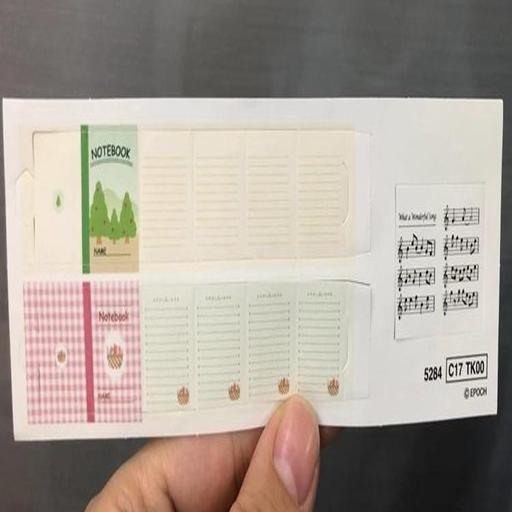 NOTEBOOK
NAME
Notebook
NAME
What a Wonderful Song
5284 C17 TK00
© EPOCH